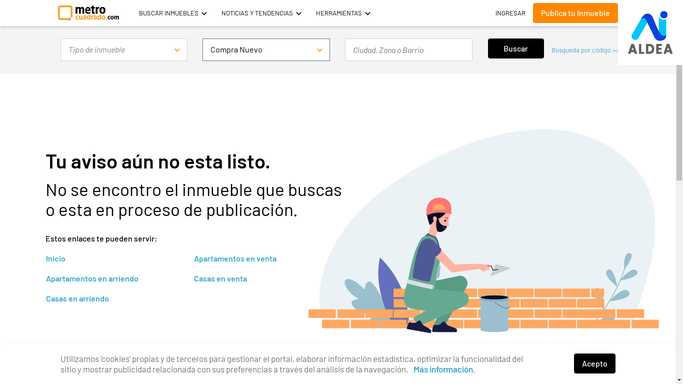 metro
cuadrado.com
BUSCAR INMUEBLES
NOTICIAS Y TENDENCIAS
HERRAMIENTAS
INGRESAR
Publica tu Inmueble
ALDEA
Tipo de inmueble
Compra Nuevo
Ciudad, Zona o Barrio
Buscar
Búsqueda por código
Tu aviso aún no esta listo.
No se encontro el inmueble que buscas
o esta en proceso de publicación.
Estos enlaces te pueden servir:
Inicio
Apartamentos en venta
Apartamentos en arriendo
Casas en venta
Casas en arriendo
Utilizamos 'cookies' propias y de terceros para gestionar el portal, elaborar información estadística, optimizar la funcionalidad del
sitio y mostrar publicidad relacionada con sus preferencias a través del análisis de la navegación. Más información.
Acepto